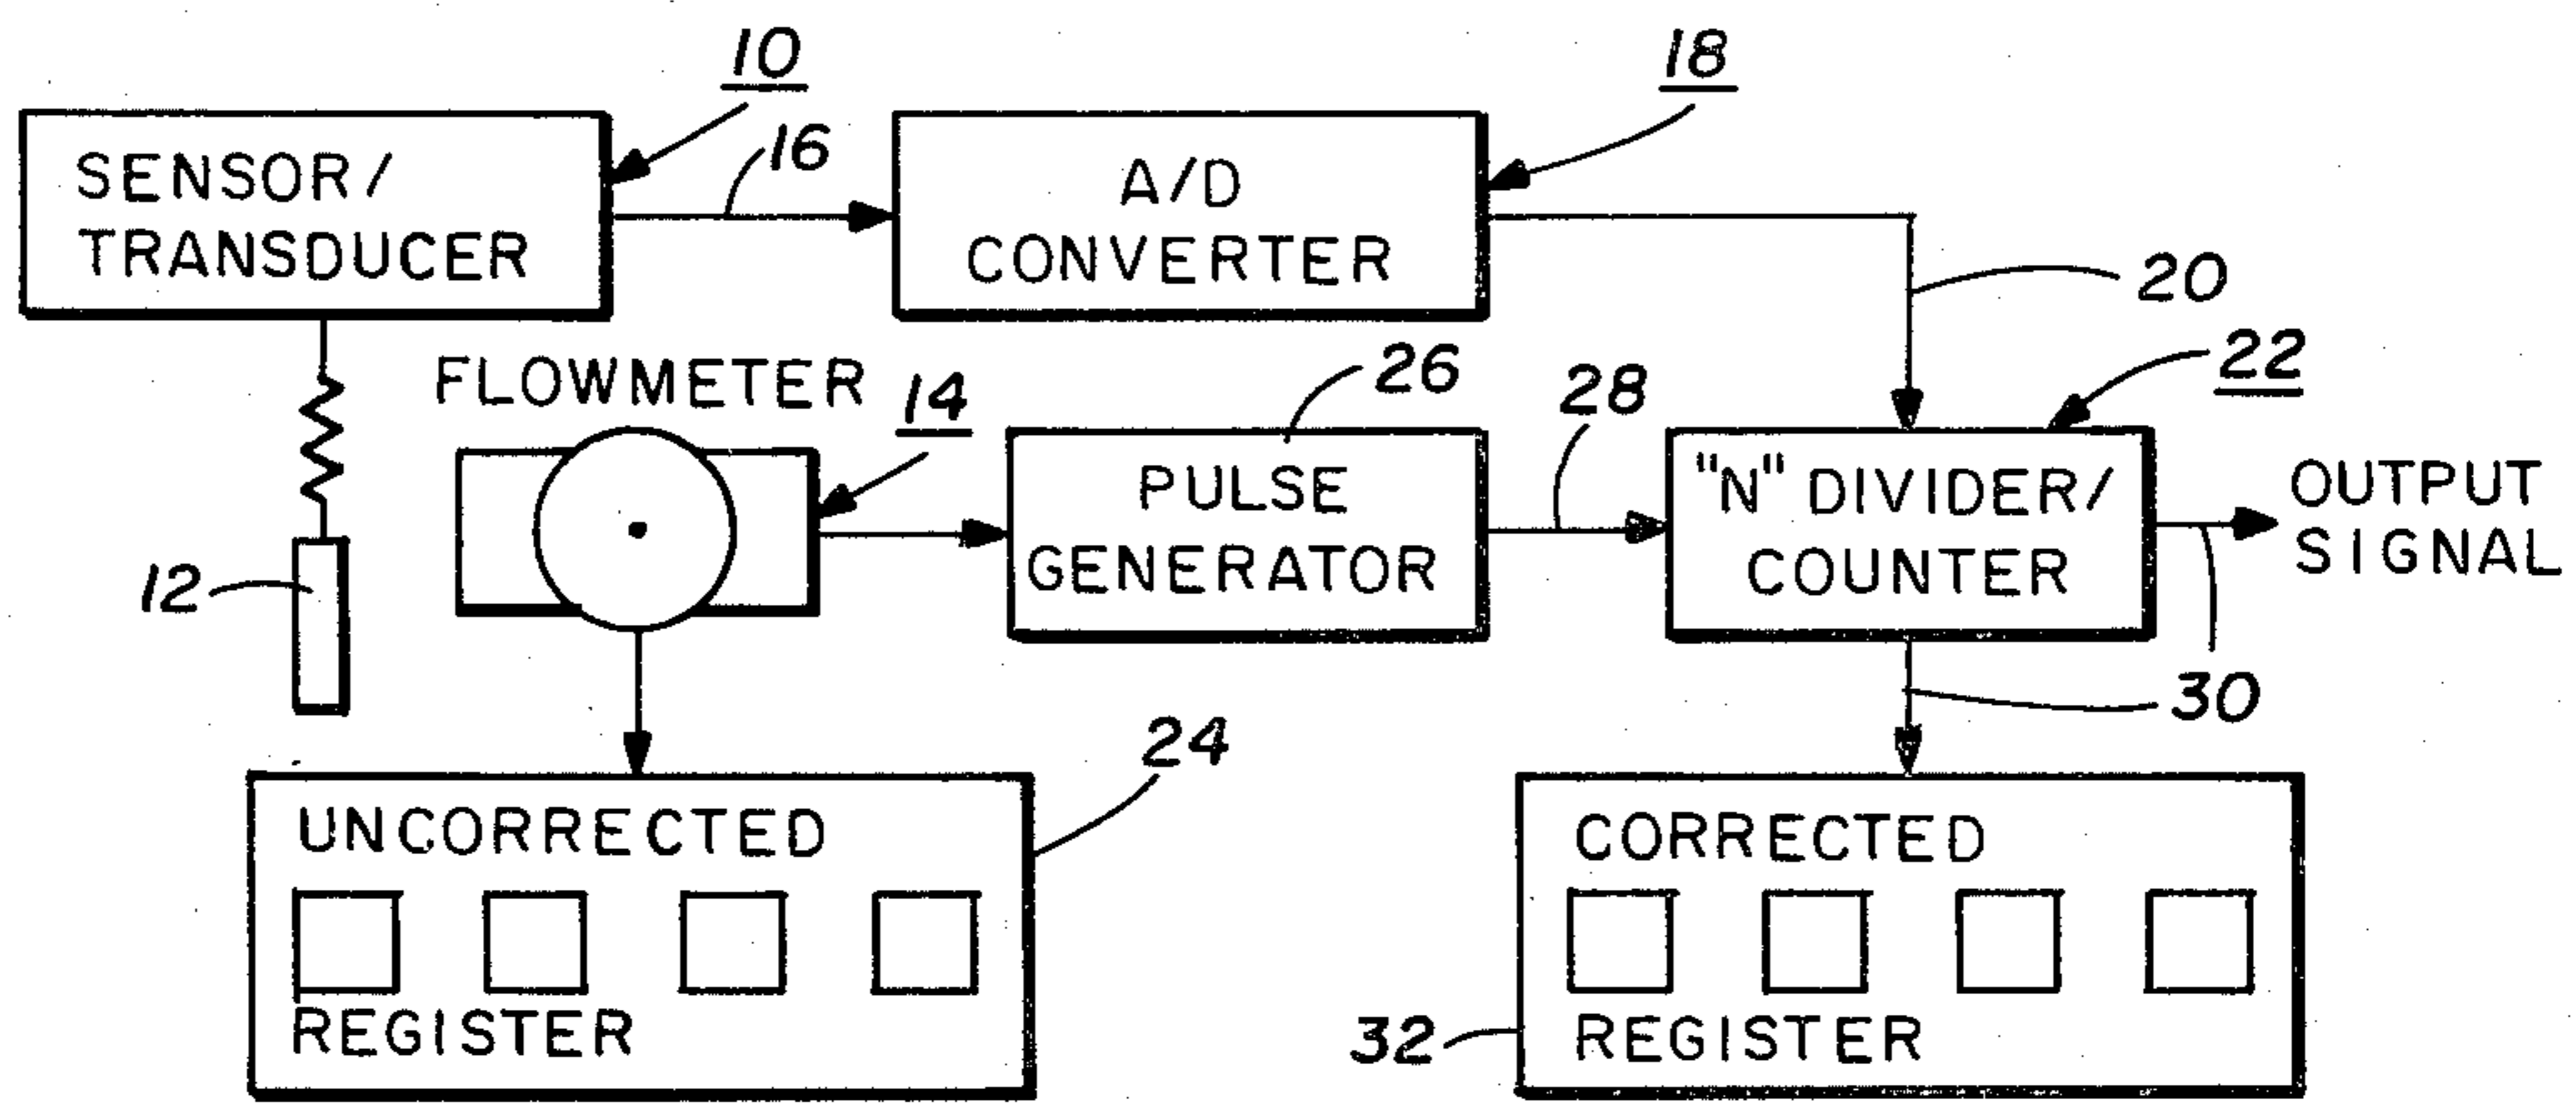 10
18
SENSOR/
TRANSDUCER
16
A/D
CONVERTER
20
FLOWMETER
14
26
28
22
12
PULSE
GENERATOR
"N" DIVIDER/
COUNTER
OUTPUT
SIGNAL
30
24
UNCORRECTED
REGISTER
CORRECTED
REGISTER
32